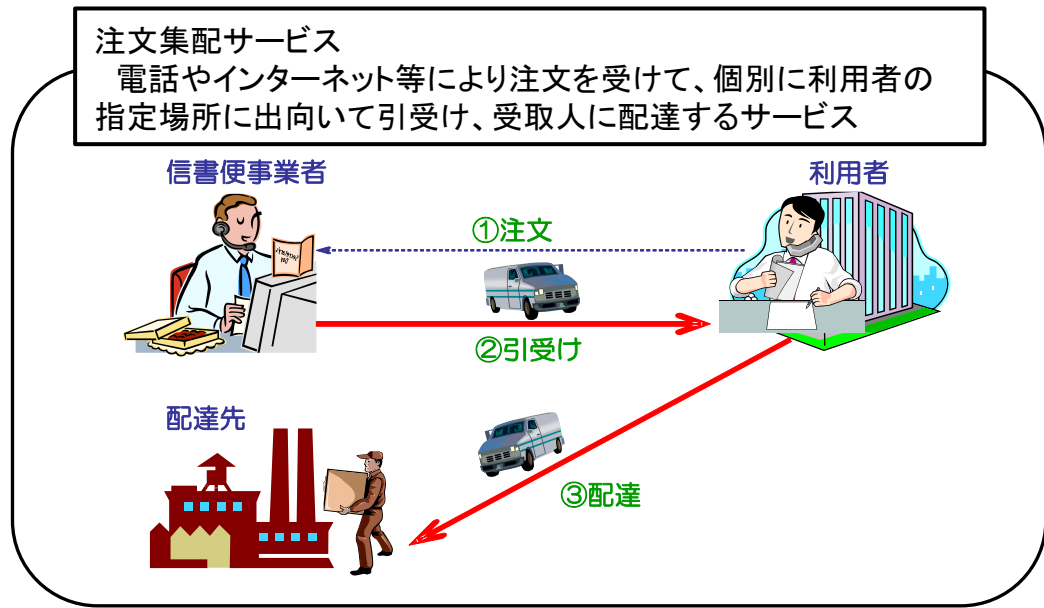 注文集配サービス
電話やインターネット等により注文を受けて、個別に利用者の
指定場所に出向いて引受け、受取人に配達するサービス
信書便事業者
利用者
①注文
②引受け
配達先
③配達